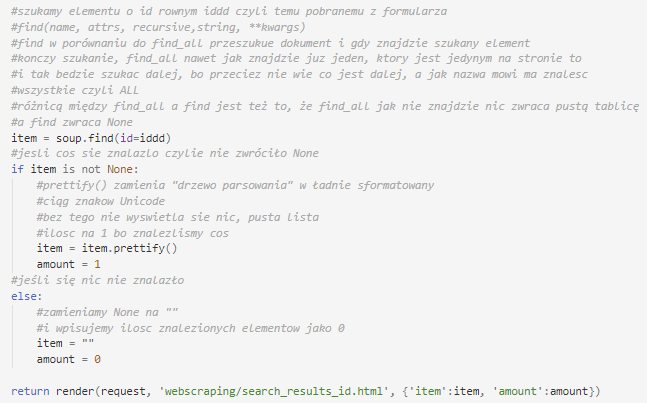 #szukamy elementu o id rownym iddd czyli temu pobranemu z formularza
#find(name, attrs, recursive,string, **kwargs)
#find w porównaniu do find_all przeszukue dokument i gdy znajdzie szukany element
#konczy szukanie, find_all nawet jak znajdzie juz jeden, ktory jest jedynym na stronie to
#i tak bedzie szukac dalej, bo przeciez nie wie co jest dalej, a jak nazwa mowi ma znalesc
#wszystkie czyli ALL
#różnicą między find_all a find jest też to, że find_all jak nie znajdzie nic zwraca pustą tablicę
#a find zwraca None
item = soup.find(id=iddd)
#jesli cos sie znalazlo czylie nie zwróciło None
if item is not None:
    #prettify() zamienia "drzewo parsowania" w ładnie sformatowany
    #ciąg znakow Unicode
    #bez tego nie wyswietla sie nic, pusta lista
    #ilosc na 1 bo znalezlismy cos
    item = item.prettify()
    amount = 1
#jeśli się nic nie znalazło
else:
    #zamieniamy None na ""
    #i wpisujemy ilosc znalezionych elementow jako 0
    item = ""
    amount = 0
return render(request, 'webscraping/search_results_id.html', {'item':item, 'amount':amount})